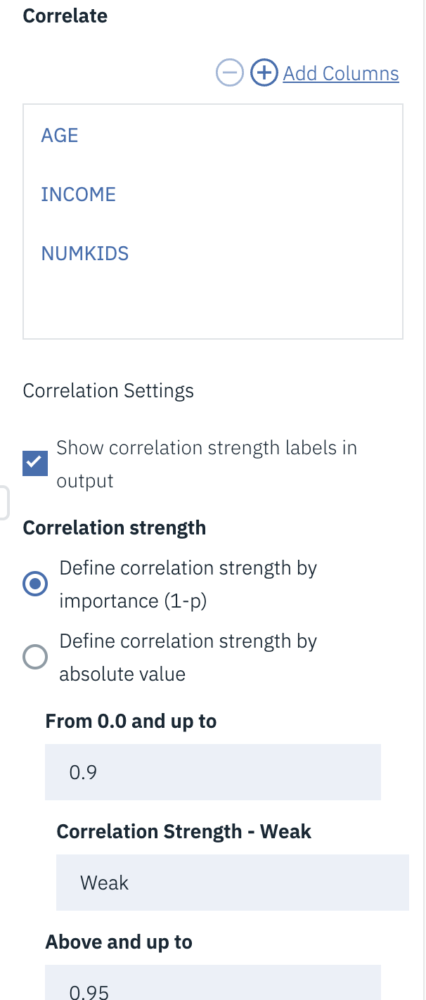 Correlate
Add Columns
AGE
INCOME
NUMKIDS
Correlation Settings
Show correlation strength labels in
output
Correlation strength
Define correlation strength by
importance (1-p)
Define correlation strength by
absolute value
From 0.0 and up to
0.9
Correlation Strength - Weak
Weak
Above and up to
0.95